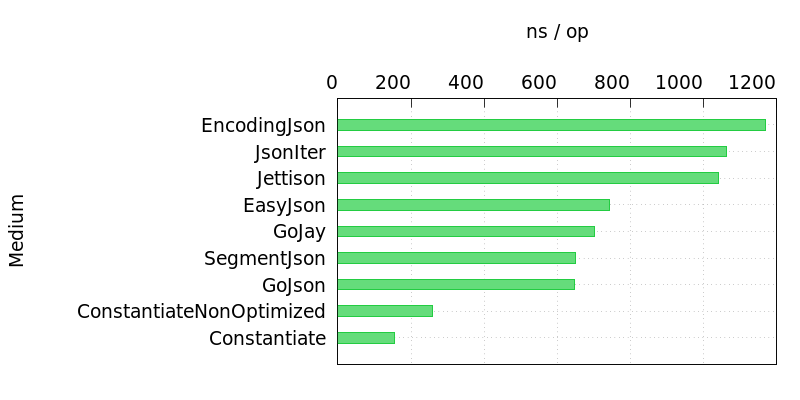 ns / op
0 200 400 600 800 1000 1200
Medium
EncodingJson
JsonIter
Jettison
EasyJson
GoJay
SegmentJson
GoJson
ConstantiateNonOptimized
Constantiate